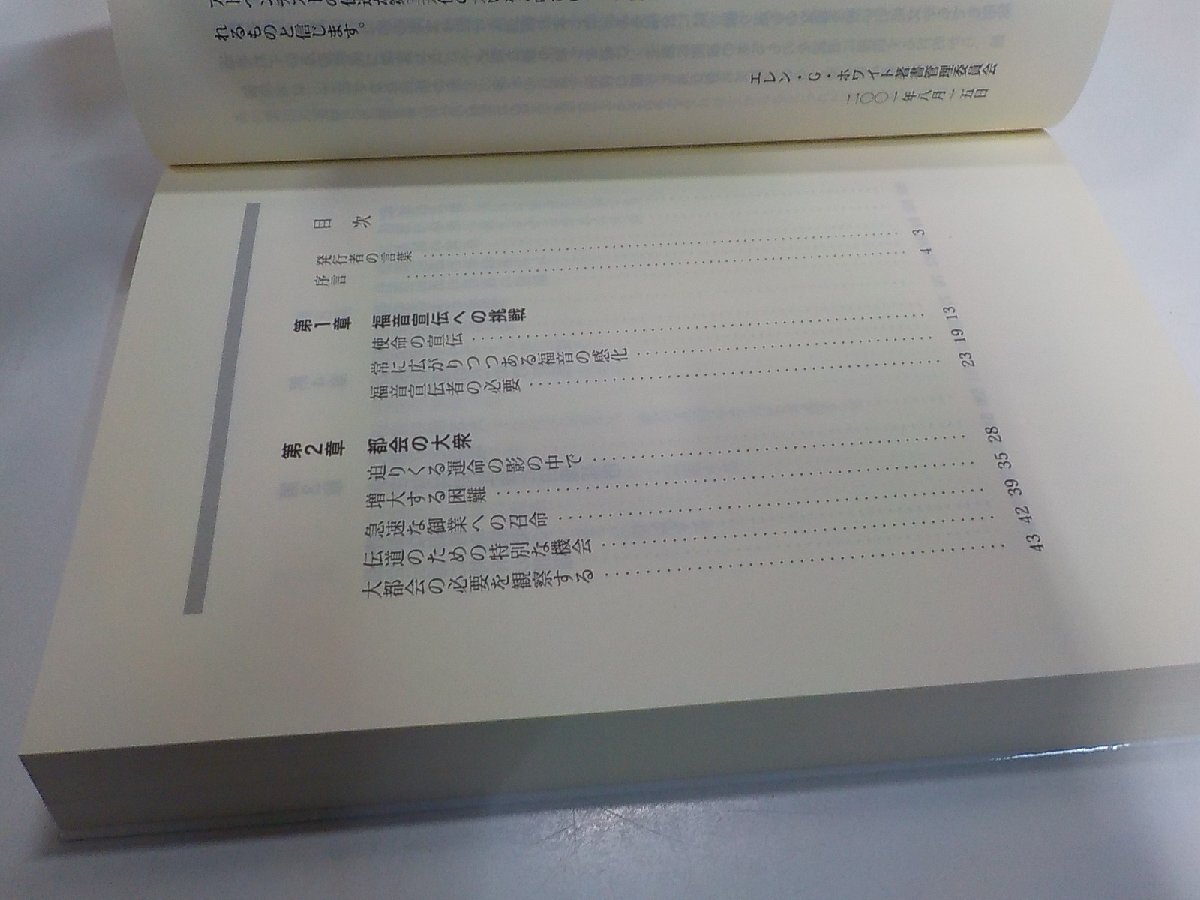 れるものと信じます。
エレン・G・ホワイト著書管理委員会
二〇〇一年八月一五日
目 次
発行者の言葉 3
序言 4
第1章 福音宣伝への挑戦
使命の宣伝 13
常に広がりつつある福音の感化 19
福音宣伝者の必要 23
第2章 都会の大衆
迫りくる運命の影の中で 28
増大する困難 35
急速な御業への召命 39
伝道のための特別な機会 42
大都会の必要を観察する 43